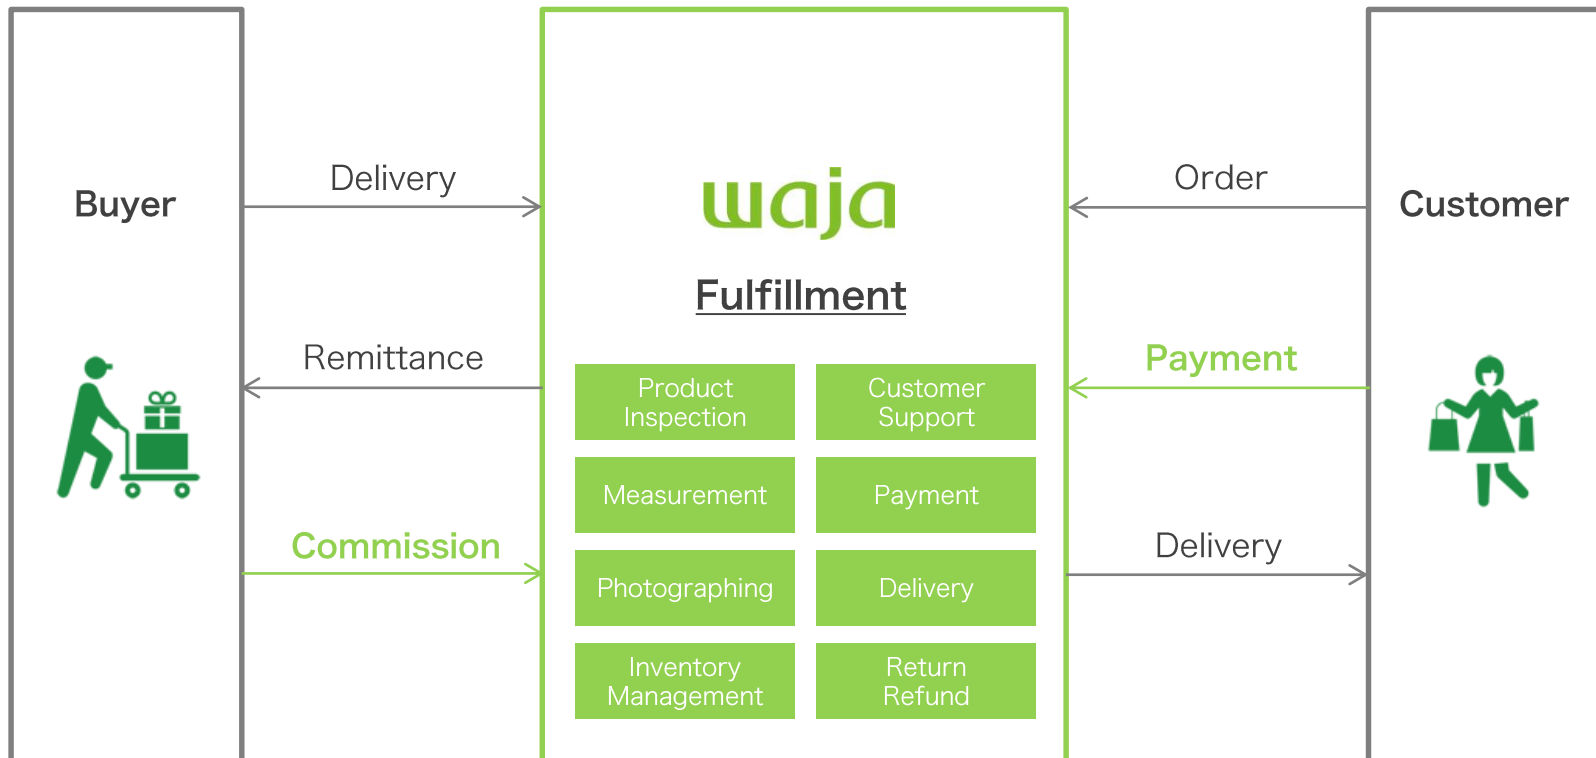 Buyer
Delivery
Remittance
Commission
waja
Fulfillment
Product
Inspection
Customer
Support
Measurement
Payment
Photographing
Delivery
Inventory
Management
Return
Refund
Order
Payment
Delivery
Customer